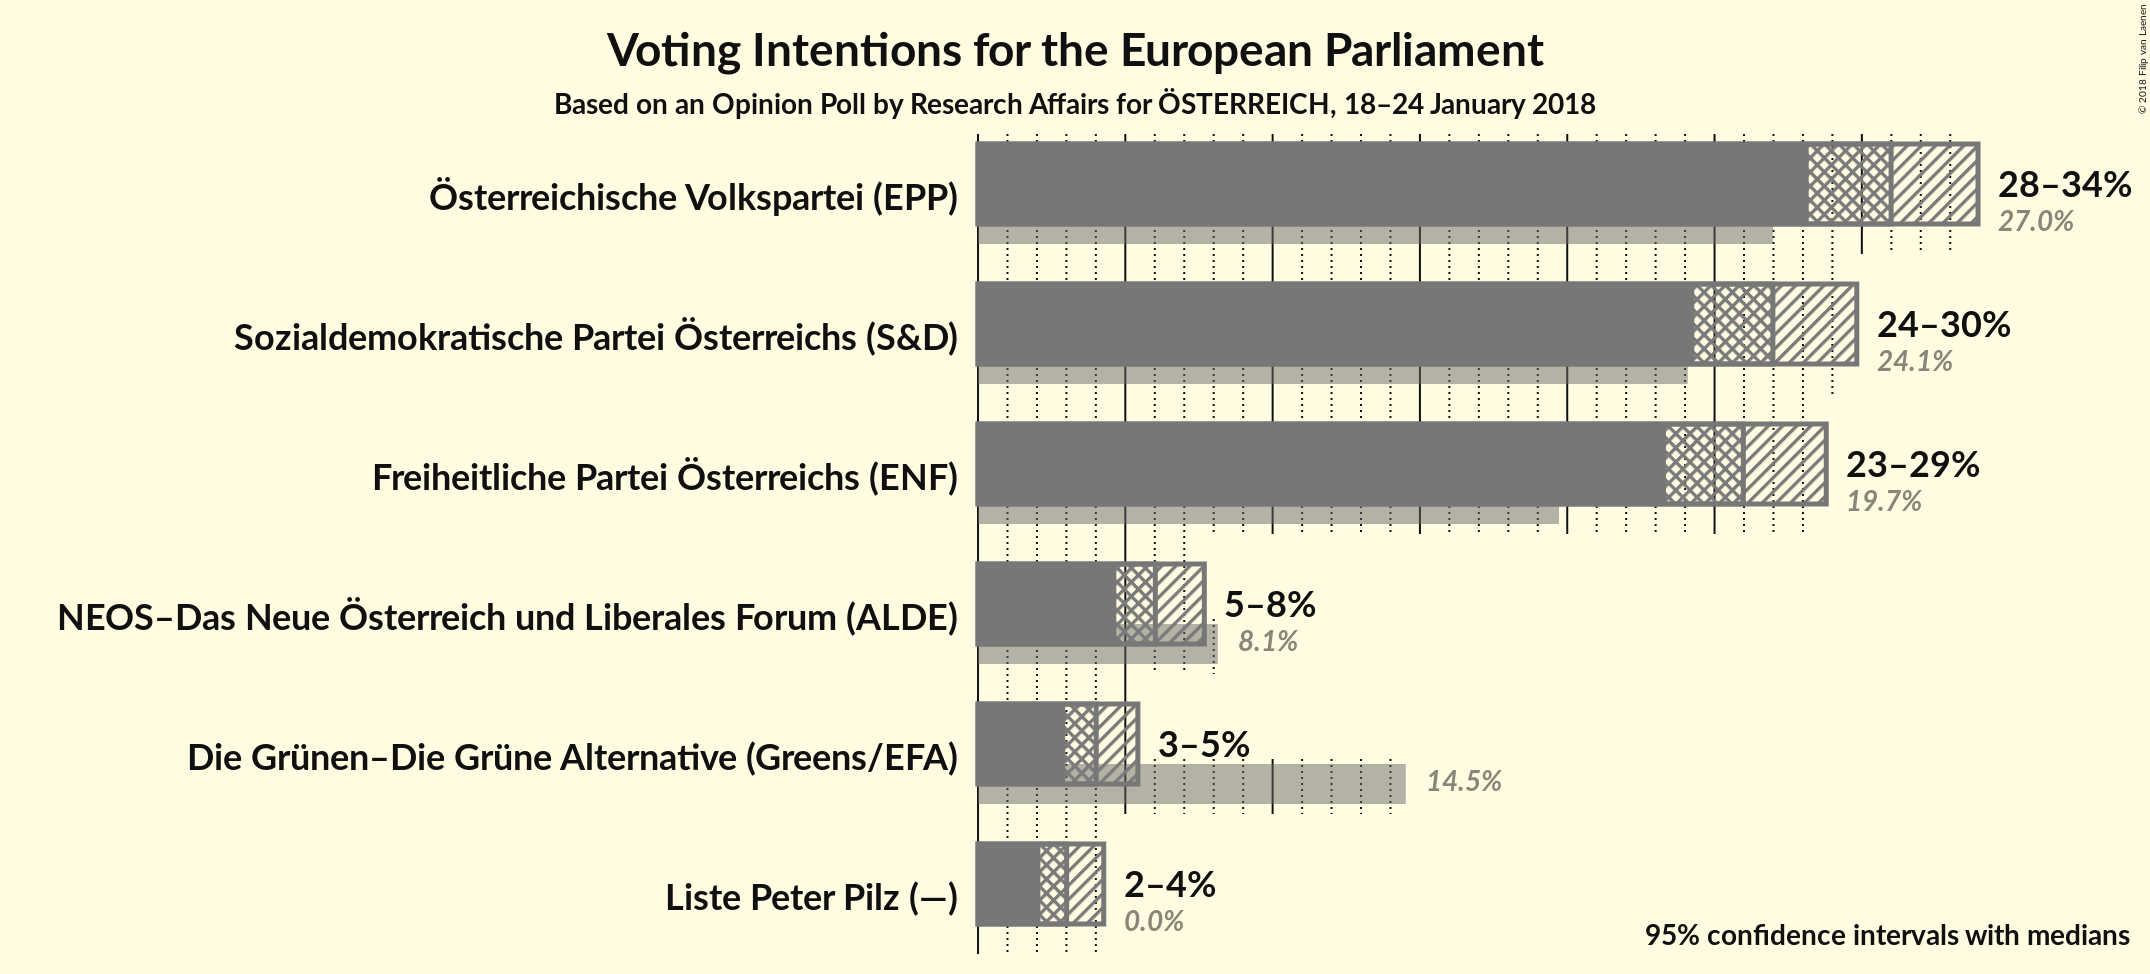 Voting Intentions for the European Parliament
Based on an Opinion Poll by Research Affairs for ÖSTERREICH, 18–24 January 2018
© 2018 Filip van Laenen
Österreichische Volkspartei (EPP)
28–34%
27.0%
Sozialdemokratische Partei Österreichs (S&D)
24–30%
24.1%
Freiheitliche Partei Österreichs (ENF)
23–29%
19.7%
NEOS–Das Neue Österreich und Liberales Forum (ALDE)
5–8%
8.1%
Die Grünen–Die Grüne Alternative (Greens/EFA)
3–5%
14.5%
Liste Peter Pilz (—)
2–4%
0.0%
95% confidence intervals with medians